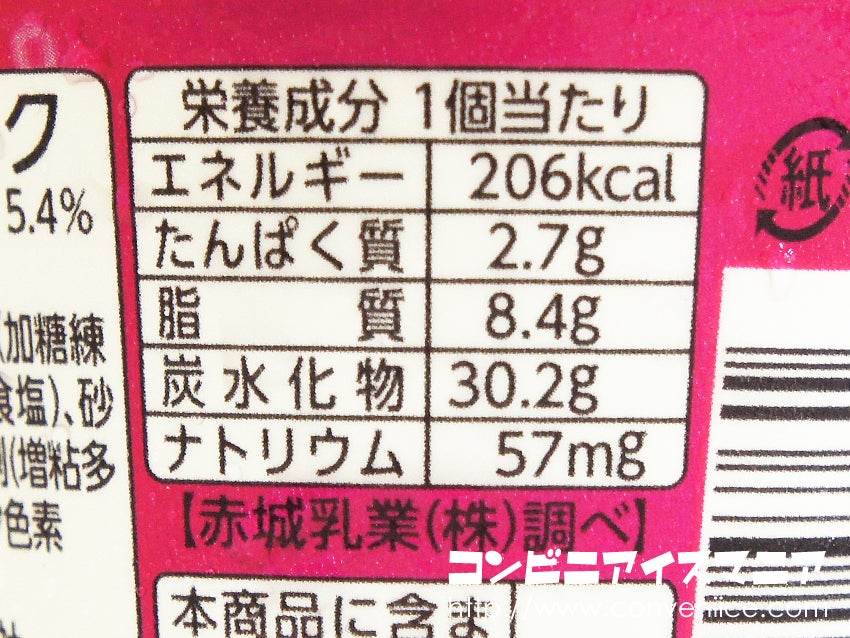 ク
5.4%
加糖練
食塩)、砂
剤(増粘多
色素
栄養成分 1個当たり
エネルギー 206kcal
たんぱく質 2.7g
脂質 8.4g
炭水化物 30.2g
ナトリウム 57mg
【赤城乳業(株)調べ】
本商品に含ま
紙
コンビニアイスマニア
http://www.conveniice.com/